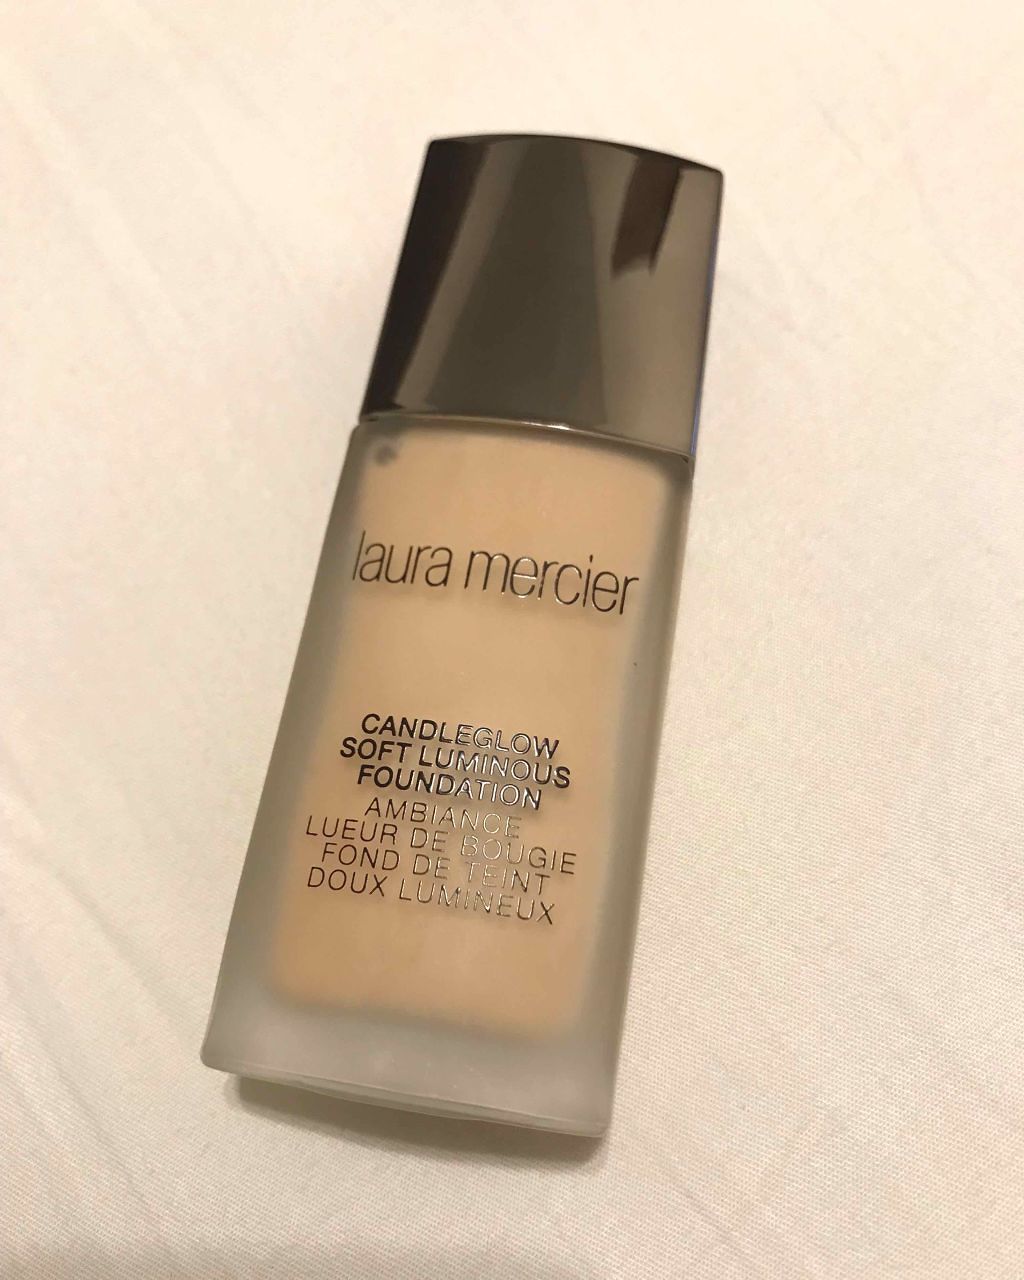 laura mercier
CANDLEGLOW
SOFT LUMINOUS
FOUNDATION
AMBIANCE
LUEUR DE BOUGIE
FOND DE TEINT
DOUX LUMINEUX